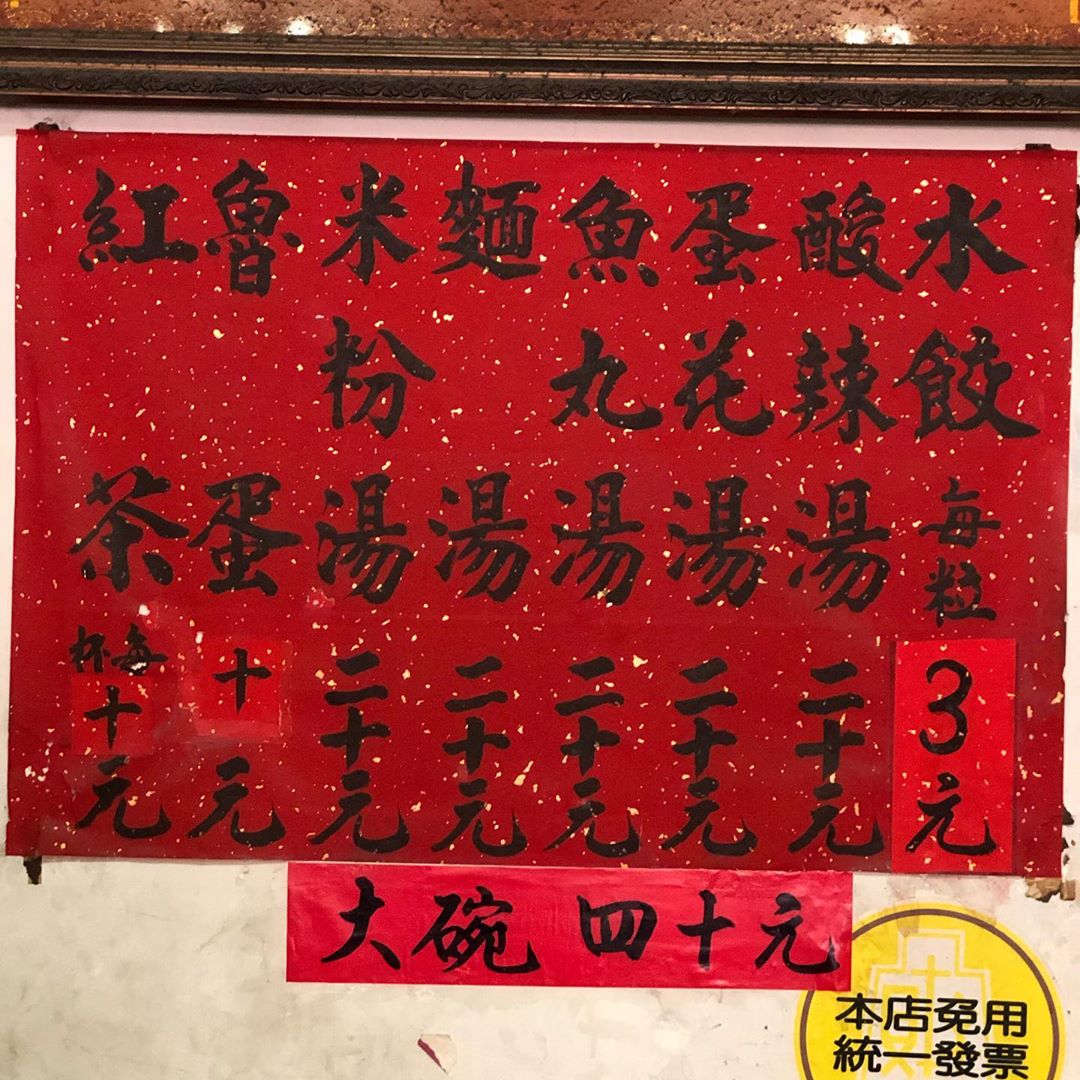 水餃每粒3元
酸辣湯二十元
蛋花湯二十元
魚丸湯二十元
麵湯二十元
米粉湯二十元
魯蛋十元
紅茶每杯十元
大碗四十元
本店免用
統一發票